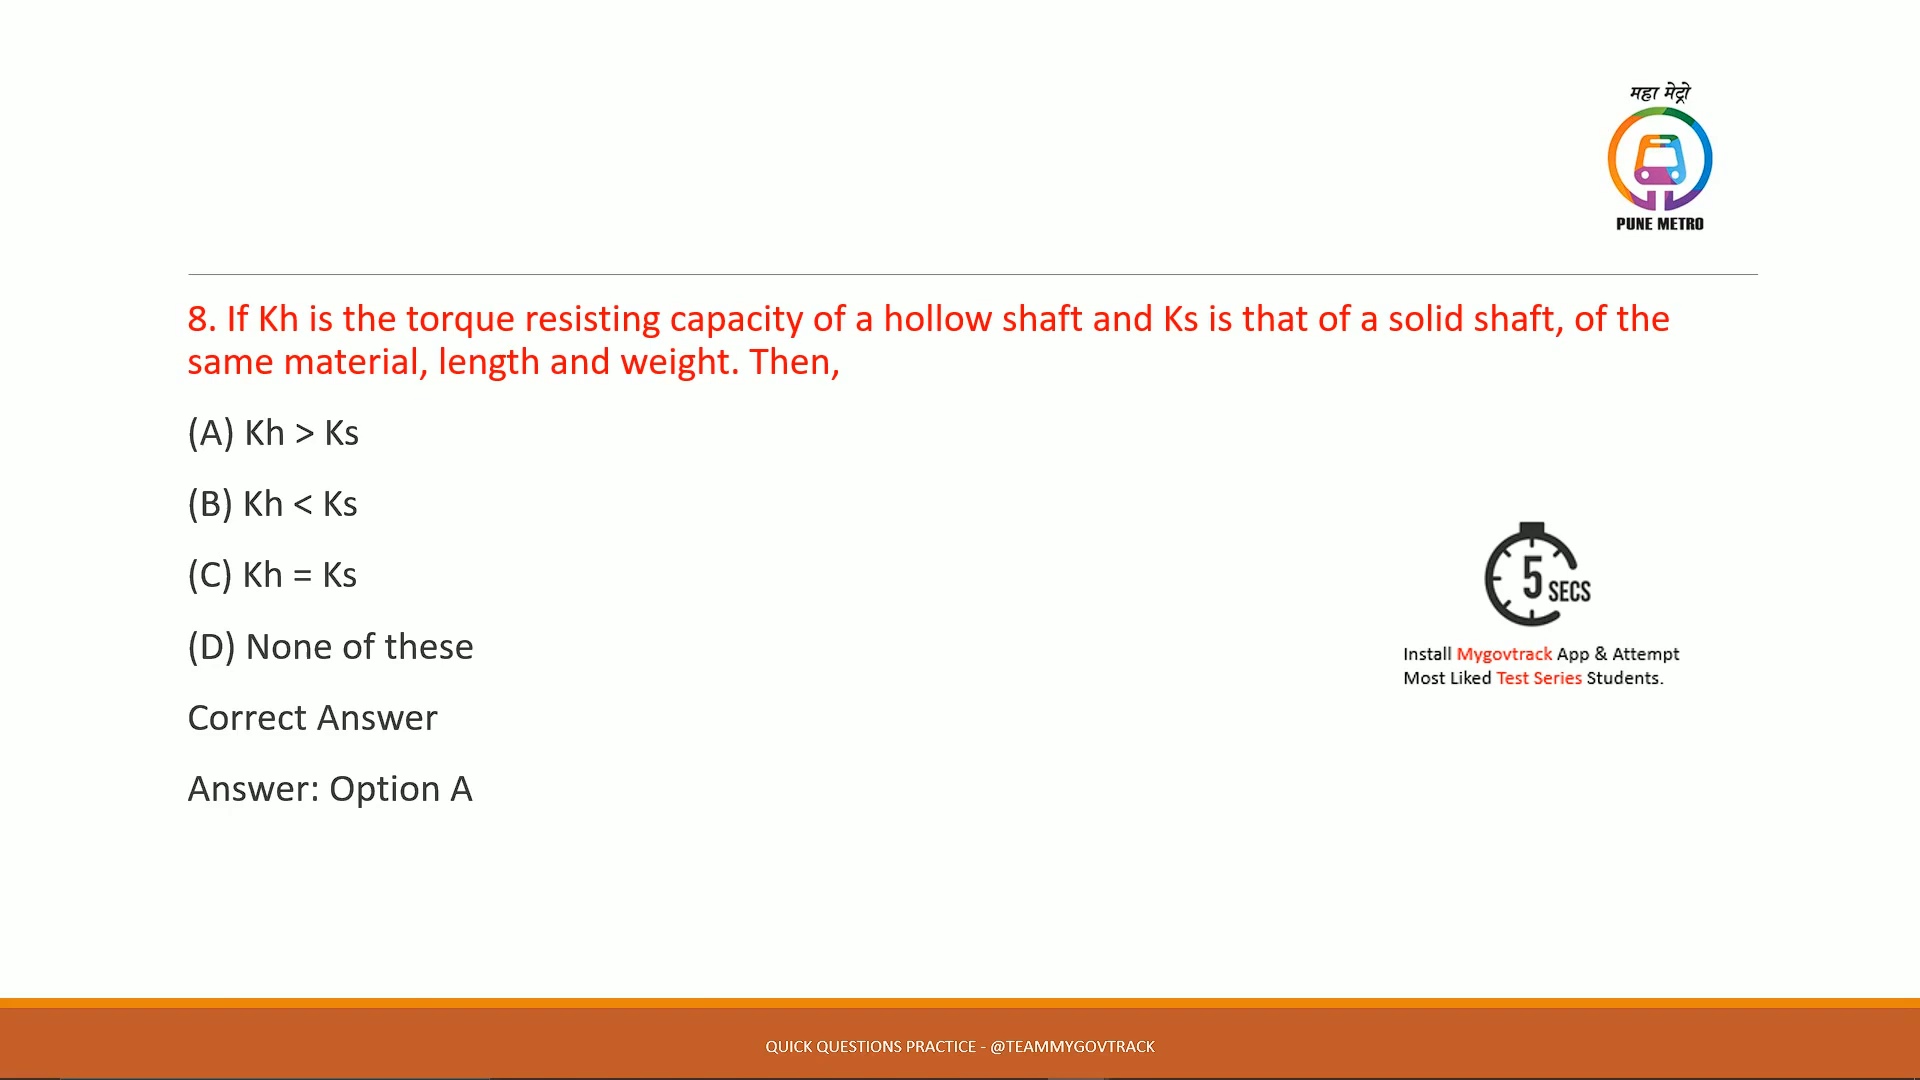 महा मेट्रो
PUNE METRO
8. If Kh is the torque resisting capacity of a hollow shaft and Ks is that of a solid shaft, of the
same material, length and weight. Then,
(A) Kh > Ks
(B) Kh < Ks
(C) Kh = Ks
(D) None of these
Correct Answer
Answer: Option A
5 SECS
Install Mygovtrack App & Attempt
Most Liked Test Series Students.
QUICK QUESTIONS PRACTICE - @TEAMMYGOVTRACK